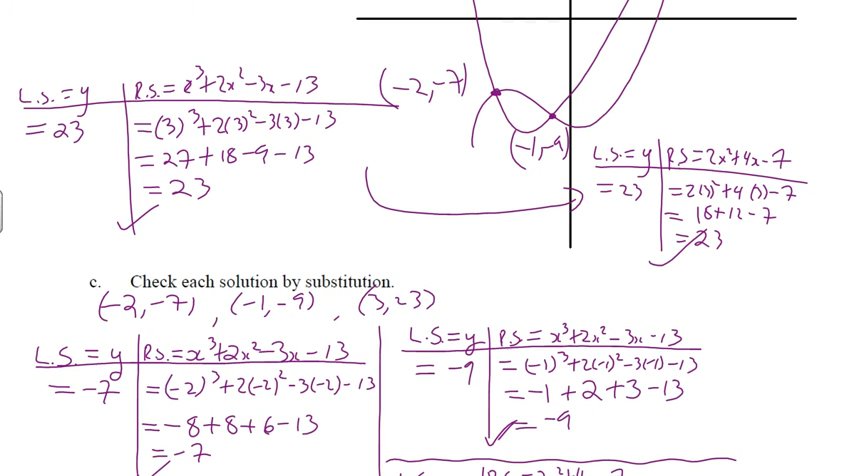 L.S. = y | R.S. = x³+2x²-3x-13
= 23 | = (3)³+2(3)²-3(3)-13
= 27+18-9-13
= 23
(-2,-7)
(-1,-9)
L.S. = y | R.S = 2x²+4x-7
= 23 | = 2(3)²+4(3)-7
= 18+12-7
= 23
c. Check each solution by substitution.
(-2,-7) , (-1,-9) , (3,23)
L.S. = y | R.S. = x³+2x²-3x-13
= -7 | = (-2)³+2(-2)²-3(-2)-13
= -8+8+6-13
= -7
L.S. = y | R.S. = x³+2x²-3x-13
= -9 | = (-1)³+2(-1)²-3(-1)-13
= -1+2+3-13
= -9